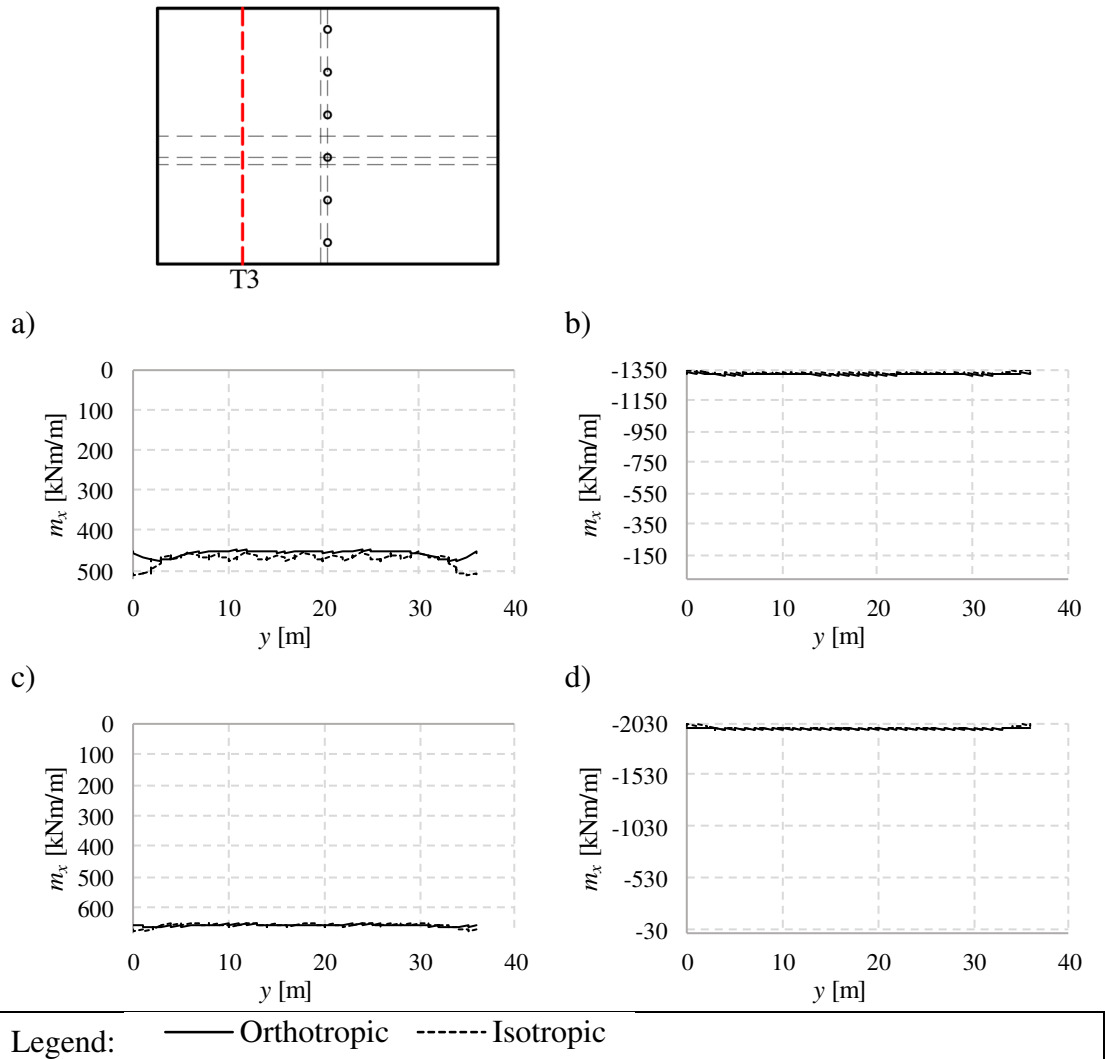 T3
a)
b)
0
100
200
300
400
500
m_x [kNm/m]
0 10 20 30 40
y [m]
-1350
-1150
-950
-750
-550
-350
-150
m_x [kNm/m]
0 10 20 30 40
y [m]
c)
d)
0
100
200
300
400
500
600
m_x [kNm/m]
0 10 20 30 40
y [m]
-2030
-1530
-1030
-530
-30
m_x [kNm/m]
0 10 20 30 40
y [m]
Legend: Orthotropic Isotropic